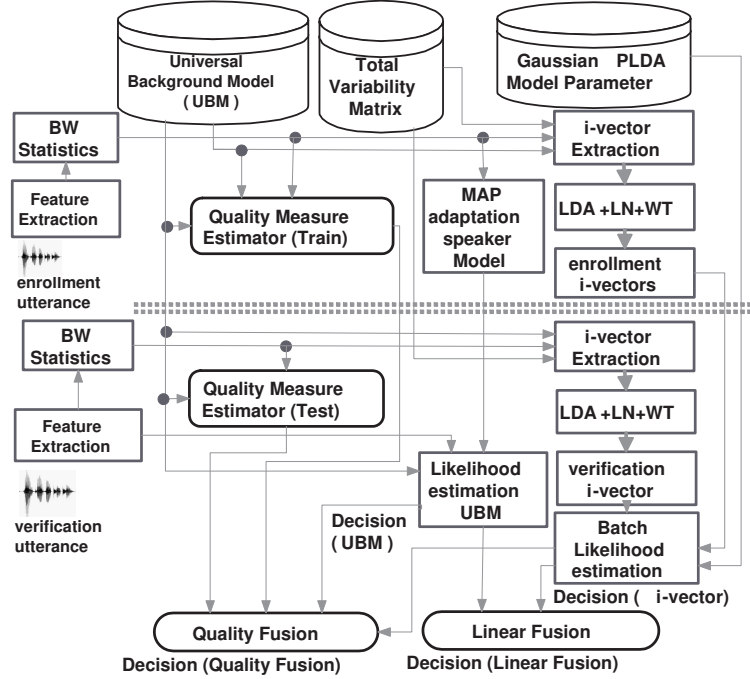 Universal
Background Model
( UBM )
Total
Variability
Matrix
Gaussian PLDA
Model Parameter
BW
Statistics
i-vector
Extraction
Feature
Extraction
Quality Measure
Estimator (Train)
MAP
adaptation
speaker
Model
LDA +LN+WT
enrollment
i-vectors
enrollment
utterance
BW
Statistics
i-vector
Extraction
Quality Measure
Estimator (Test)
LDA +LN+WT
Feature
Extraction
Likelihood
estimation
UBM
verification
i-vector
verification
utterance
Decision
( UBM )
Batch
Likelihood
estimation
Decision ( i-vector)
Quality Fusion
Linear Fusion
Decision (Quality Fusion)
Decision (Linear Fusion)